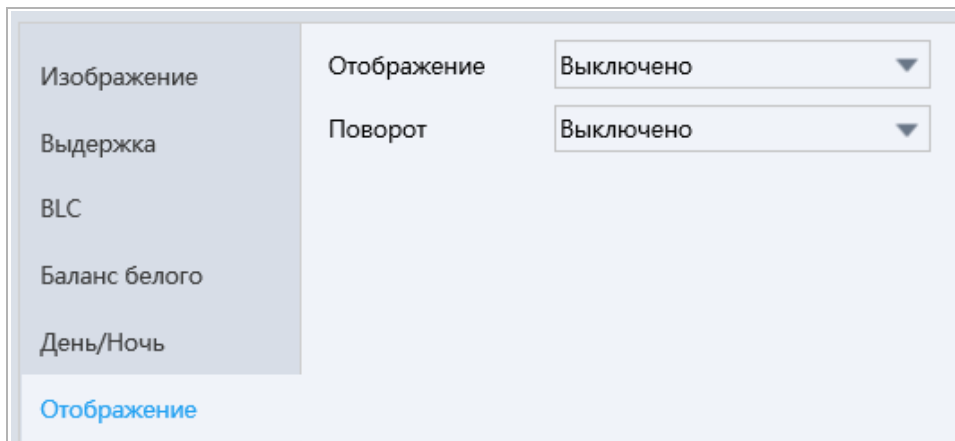 Изображение
Выдержка
BLC
Баланс белого
День/Ночь
Отображение
Отображение Выключено
Поворот Выключено